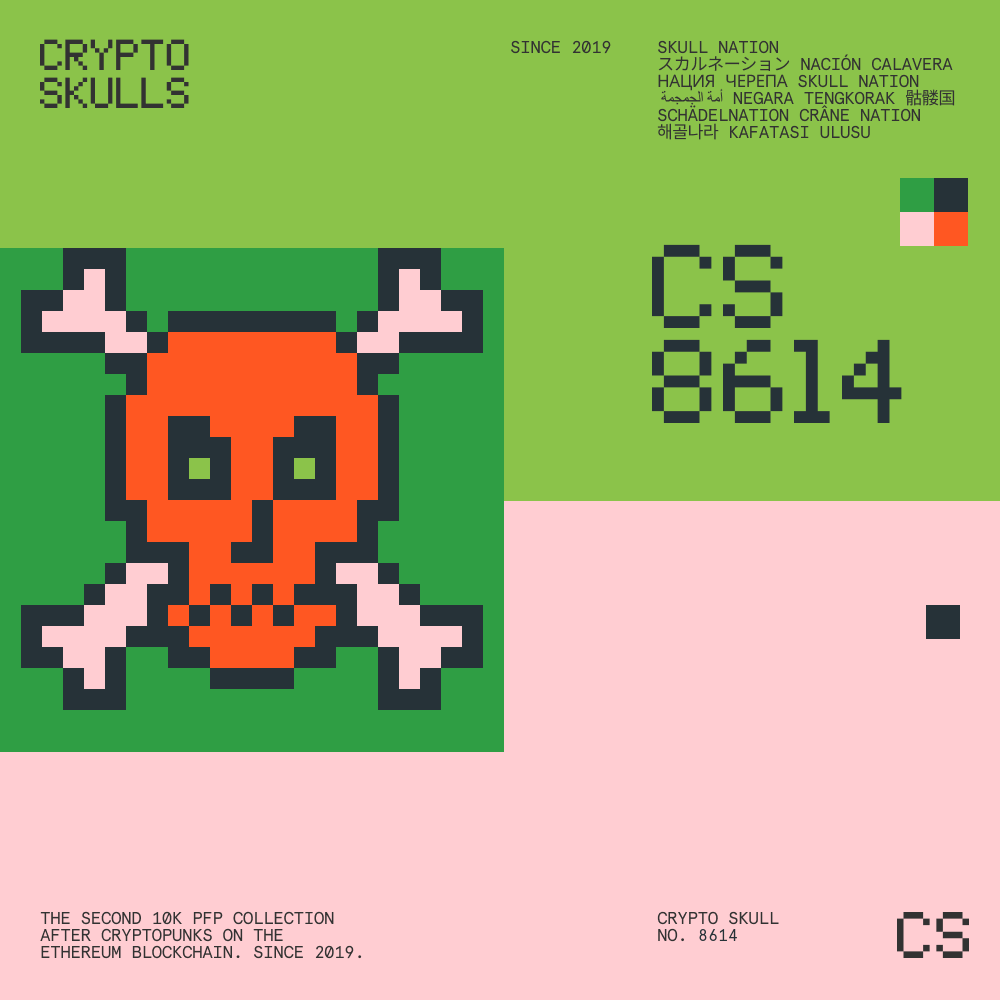 CRYPTO
SKULLS
SINCE 2019
SKULL NATION
スカルネーション NACIÓN CALAVERA
НАЦИЯ ЧЕРЕПА SKULL NATION
أمة الجمجمة NEGARA TENGKORAK 骷髅国
SCHÄDELNATION CRÂNE NATION
해골나라 KAFATASI ULUSU
CS
8614
THE SECOND 10K PFP COLLECTION
AFTER CRYPTOPUNKS ON THE
ETHEREUM BLOCKCHAIN. SINCE 2019.
CRYPTO SKULL
NO. 8614
CS